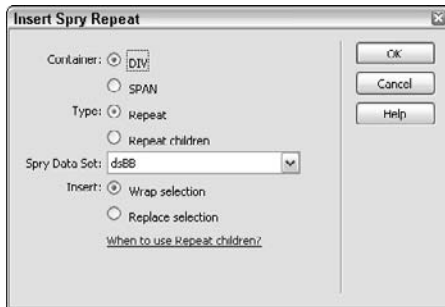 Insert Spry Repeat
Container: DIV
SPAN
Type: Repeat
Repeat children
Spry Data Set: dsBB
Insert: Wrap selection
Replace selection
When to use Repeat children?
OK
Cancel
Help